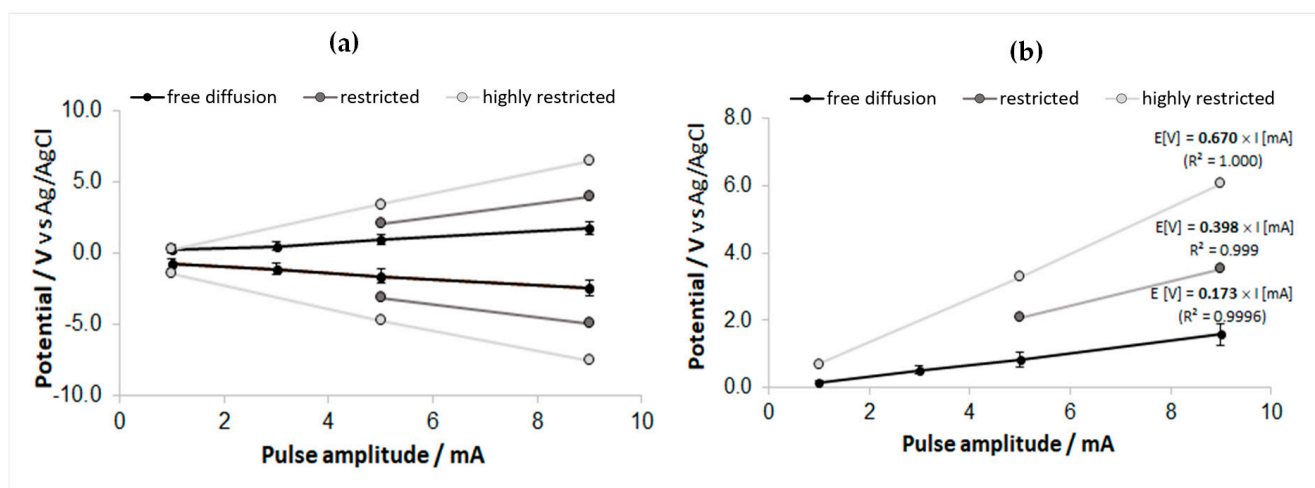 (a)
free diffusion restricted highly restricted
10.0
5.0
0.0
-5.0
-10.0
Potential / V vs Ag/AgCl
0 2 4 6 8 10
Pulse amplitude / mA
(b)
free diffusion restricted highly restricted
8.0
6.0
4.0
2.0
0.0
Potential / V vs Ag/AgCl
E[V] = 0.670 × I [mA]
(R² = 1.000)
E[V] = 0.398 × I [mA]
R² = 0.999
E [V] = 0.173 × I [mA]
(R² = 0.9996)
0 2 4 6 8 10
Pulse amplitude / mA